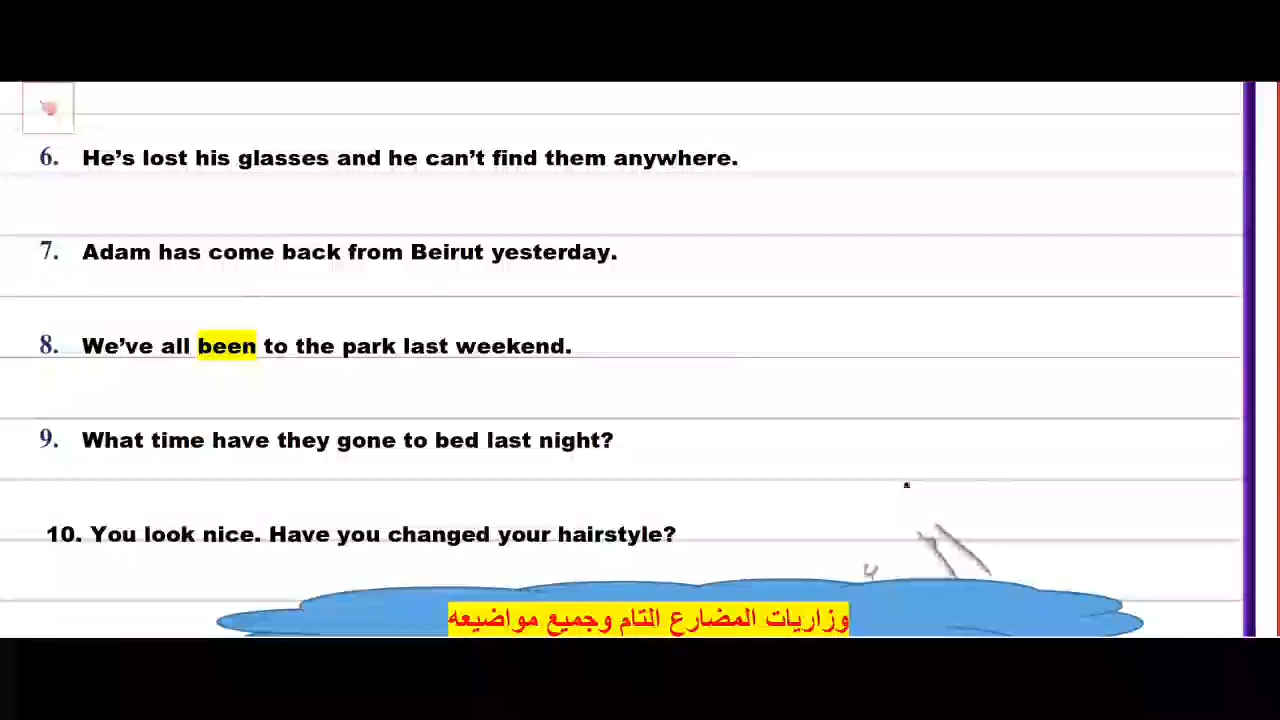 6. He’s lost his glasses and he can’t find them anywhere.
7. Adam has come back from Beirut yesterday.
8. We’ve all been to the park last weekend.
9. What time have they gone to bed last night?
10. You look nice. Have you changed your hairstyle?
وزاريات المضارع التام وجميع مواضيعه